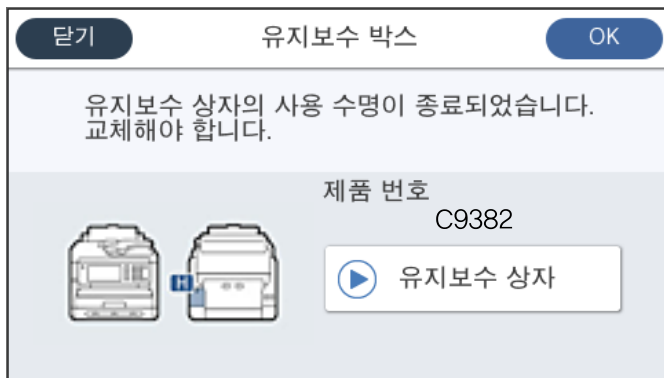 닫기
유지보수 박스
OK
유지보수 상자의 사용 수명이 종료되었습니다.
교체해야 합니다.
제품 번호
C9382
H
유지보수 상자